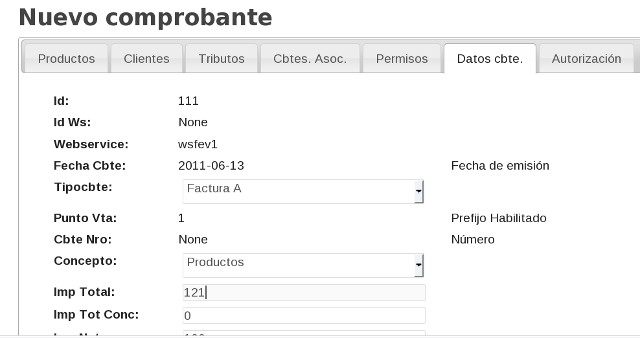 Nuevo comprobante
Productos Clientes Tributos Cbtes. Asoc. Permisos Datos cbte. Autorización
Id: 111
Id Ws: None
Webservice: wsfev1
Fecha Cbte: 2011-06-13 Fecha de emisión
Tipocbte: Factura A
Punto Vta: 1 Prefijo Habilitado
Cbte Nro: None Número
Concepto: Productos
Imp Total: 121
Imp Tot Conc: 0